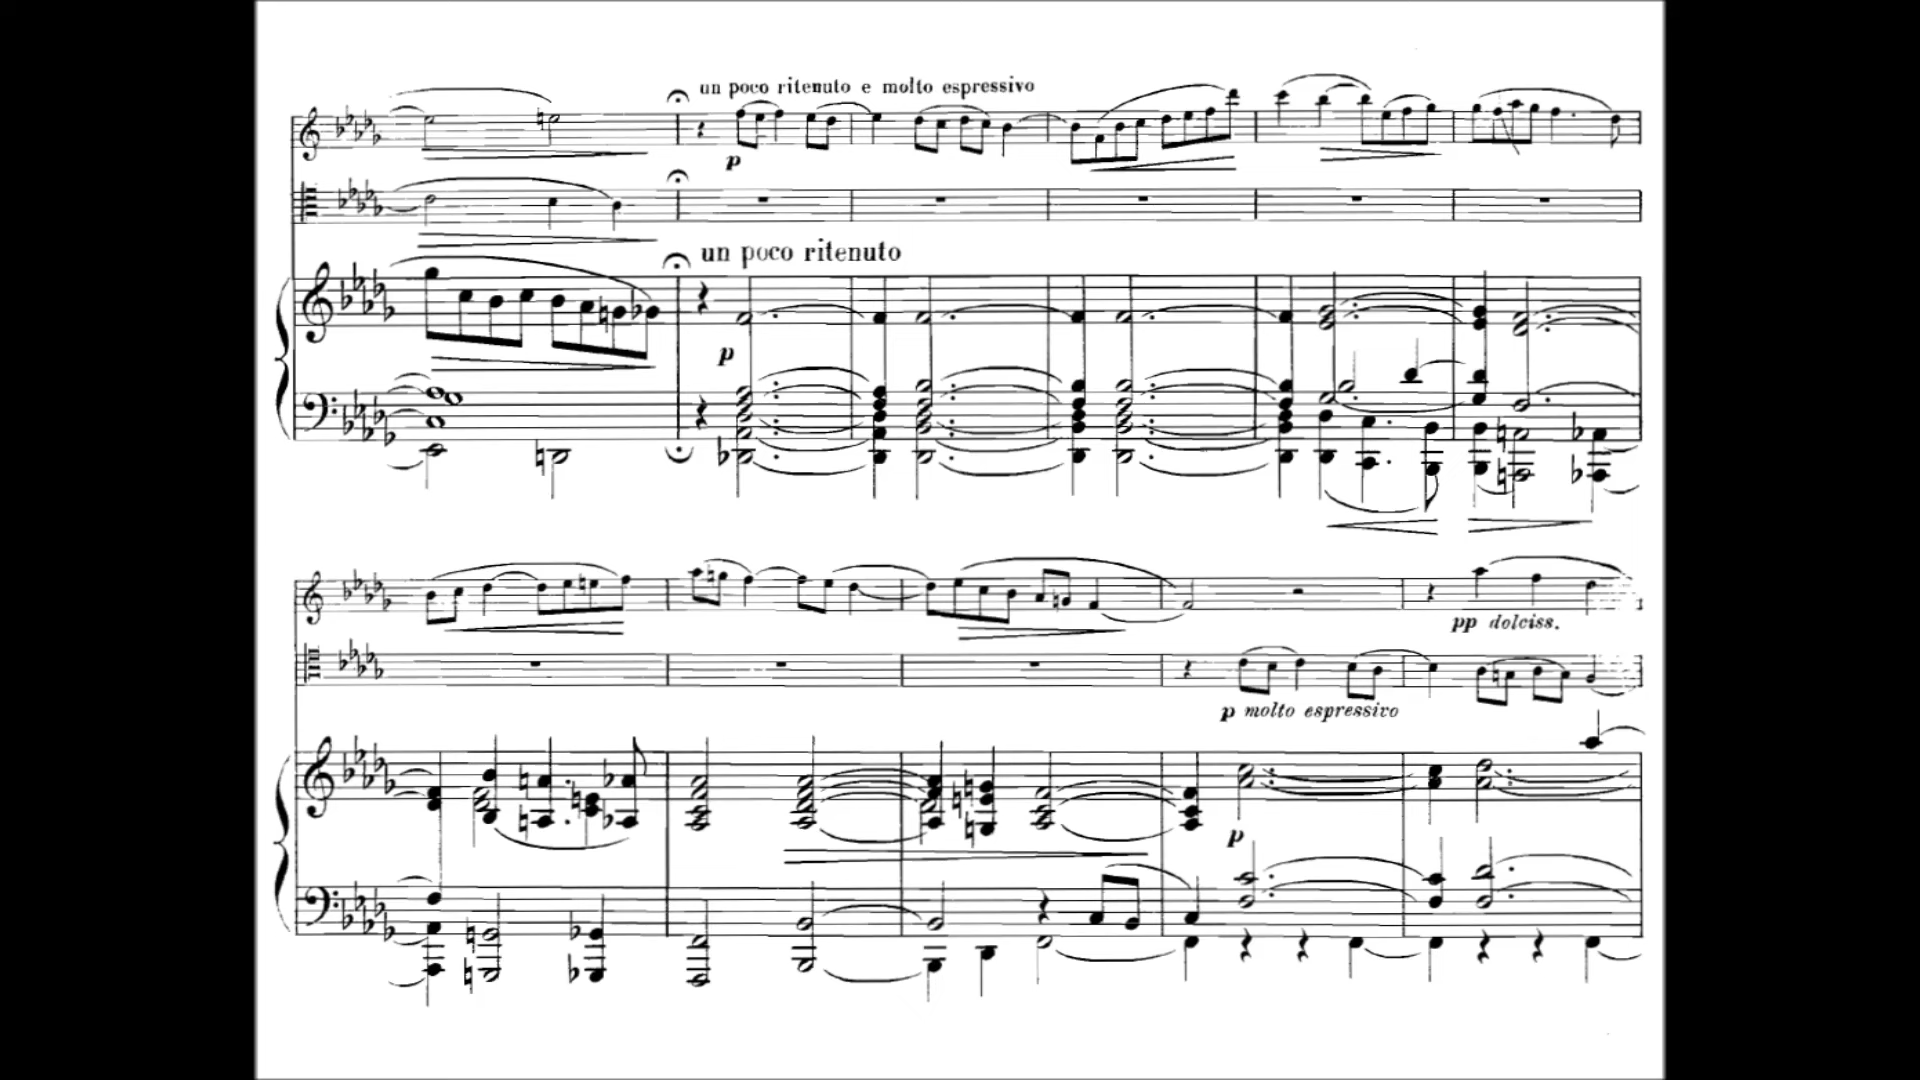 un poco ritenuto e molto espressivo
p
un poco ritenuto
p
pp dolciss.
p molto espressivo
p